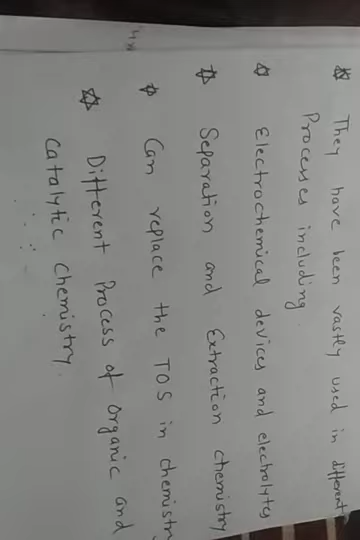 They have been vastly used in different
Processes including.
Electrochemical devices and electrolytes
Separation and Extraction chemistry
Can replace the TOS in chemistry
Different Process of organic and
catalytic Chemistry.